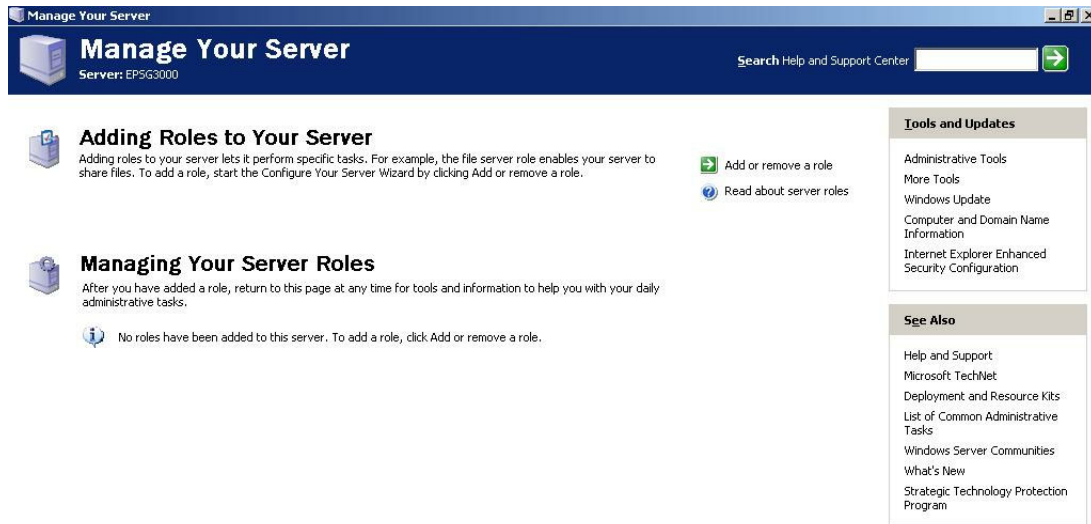 Manage Your Server
Manage Your Server
Server: EPSG3000
Search Help and Support Center
Adding Roles to Your Server
Adding roles to your server lets it perform specific tasks. For example, the file server role enables your server to
share files. To add a role, start the Configure Your Server Wizard by clicking Add or remove a role.
Add or remove a role
Read about server roles
Managing Your Server Roles
After you have added a role, return to this page at any time for tools and information to help you with your daily
administrative tasks.
No roles have been added to this server. To add a role, click Add or remove a role.
Tools and Updates
Administrative Tools
More Tools
Windows Update
Computer and Domain Name
Information
Internet Explorer Enhanced
Security Configuration
See Also
Help and Support
Microsoft TechNet
Deployment and Resource Kits
List of Common Administrative
Tasks
Windows Server Communities
What's New
Strategic Technology Protection
Program